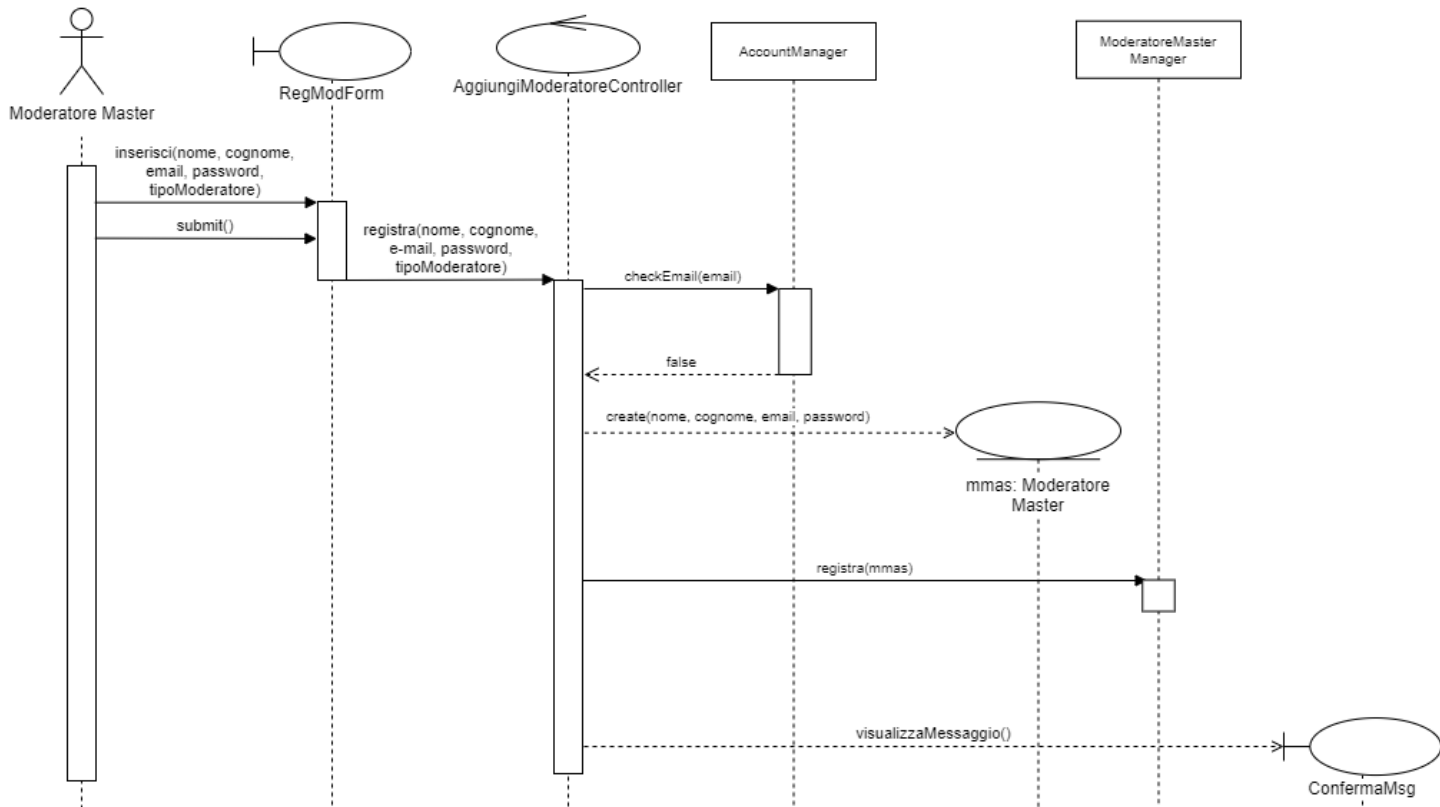 Moderatore Master
RegModForm
AggiungiModeratoreController
AccountManager
ModeratoreMaster
Manager
inserisci(nome, cognome,
email, password,
tipoModeratore)
submit()
registra(nome, cognome,
e-mail, password,
tipoModeratore)
checkEmail(email)
false
create(nome, cognome, email, password)
mmas: Moderatore
Master
registra(mmas)
visualizzaMessaggio()
ConfermaMsg